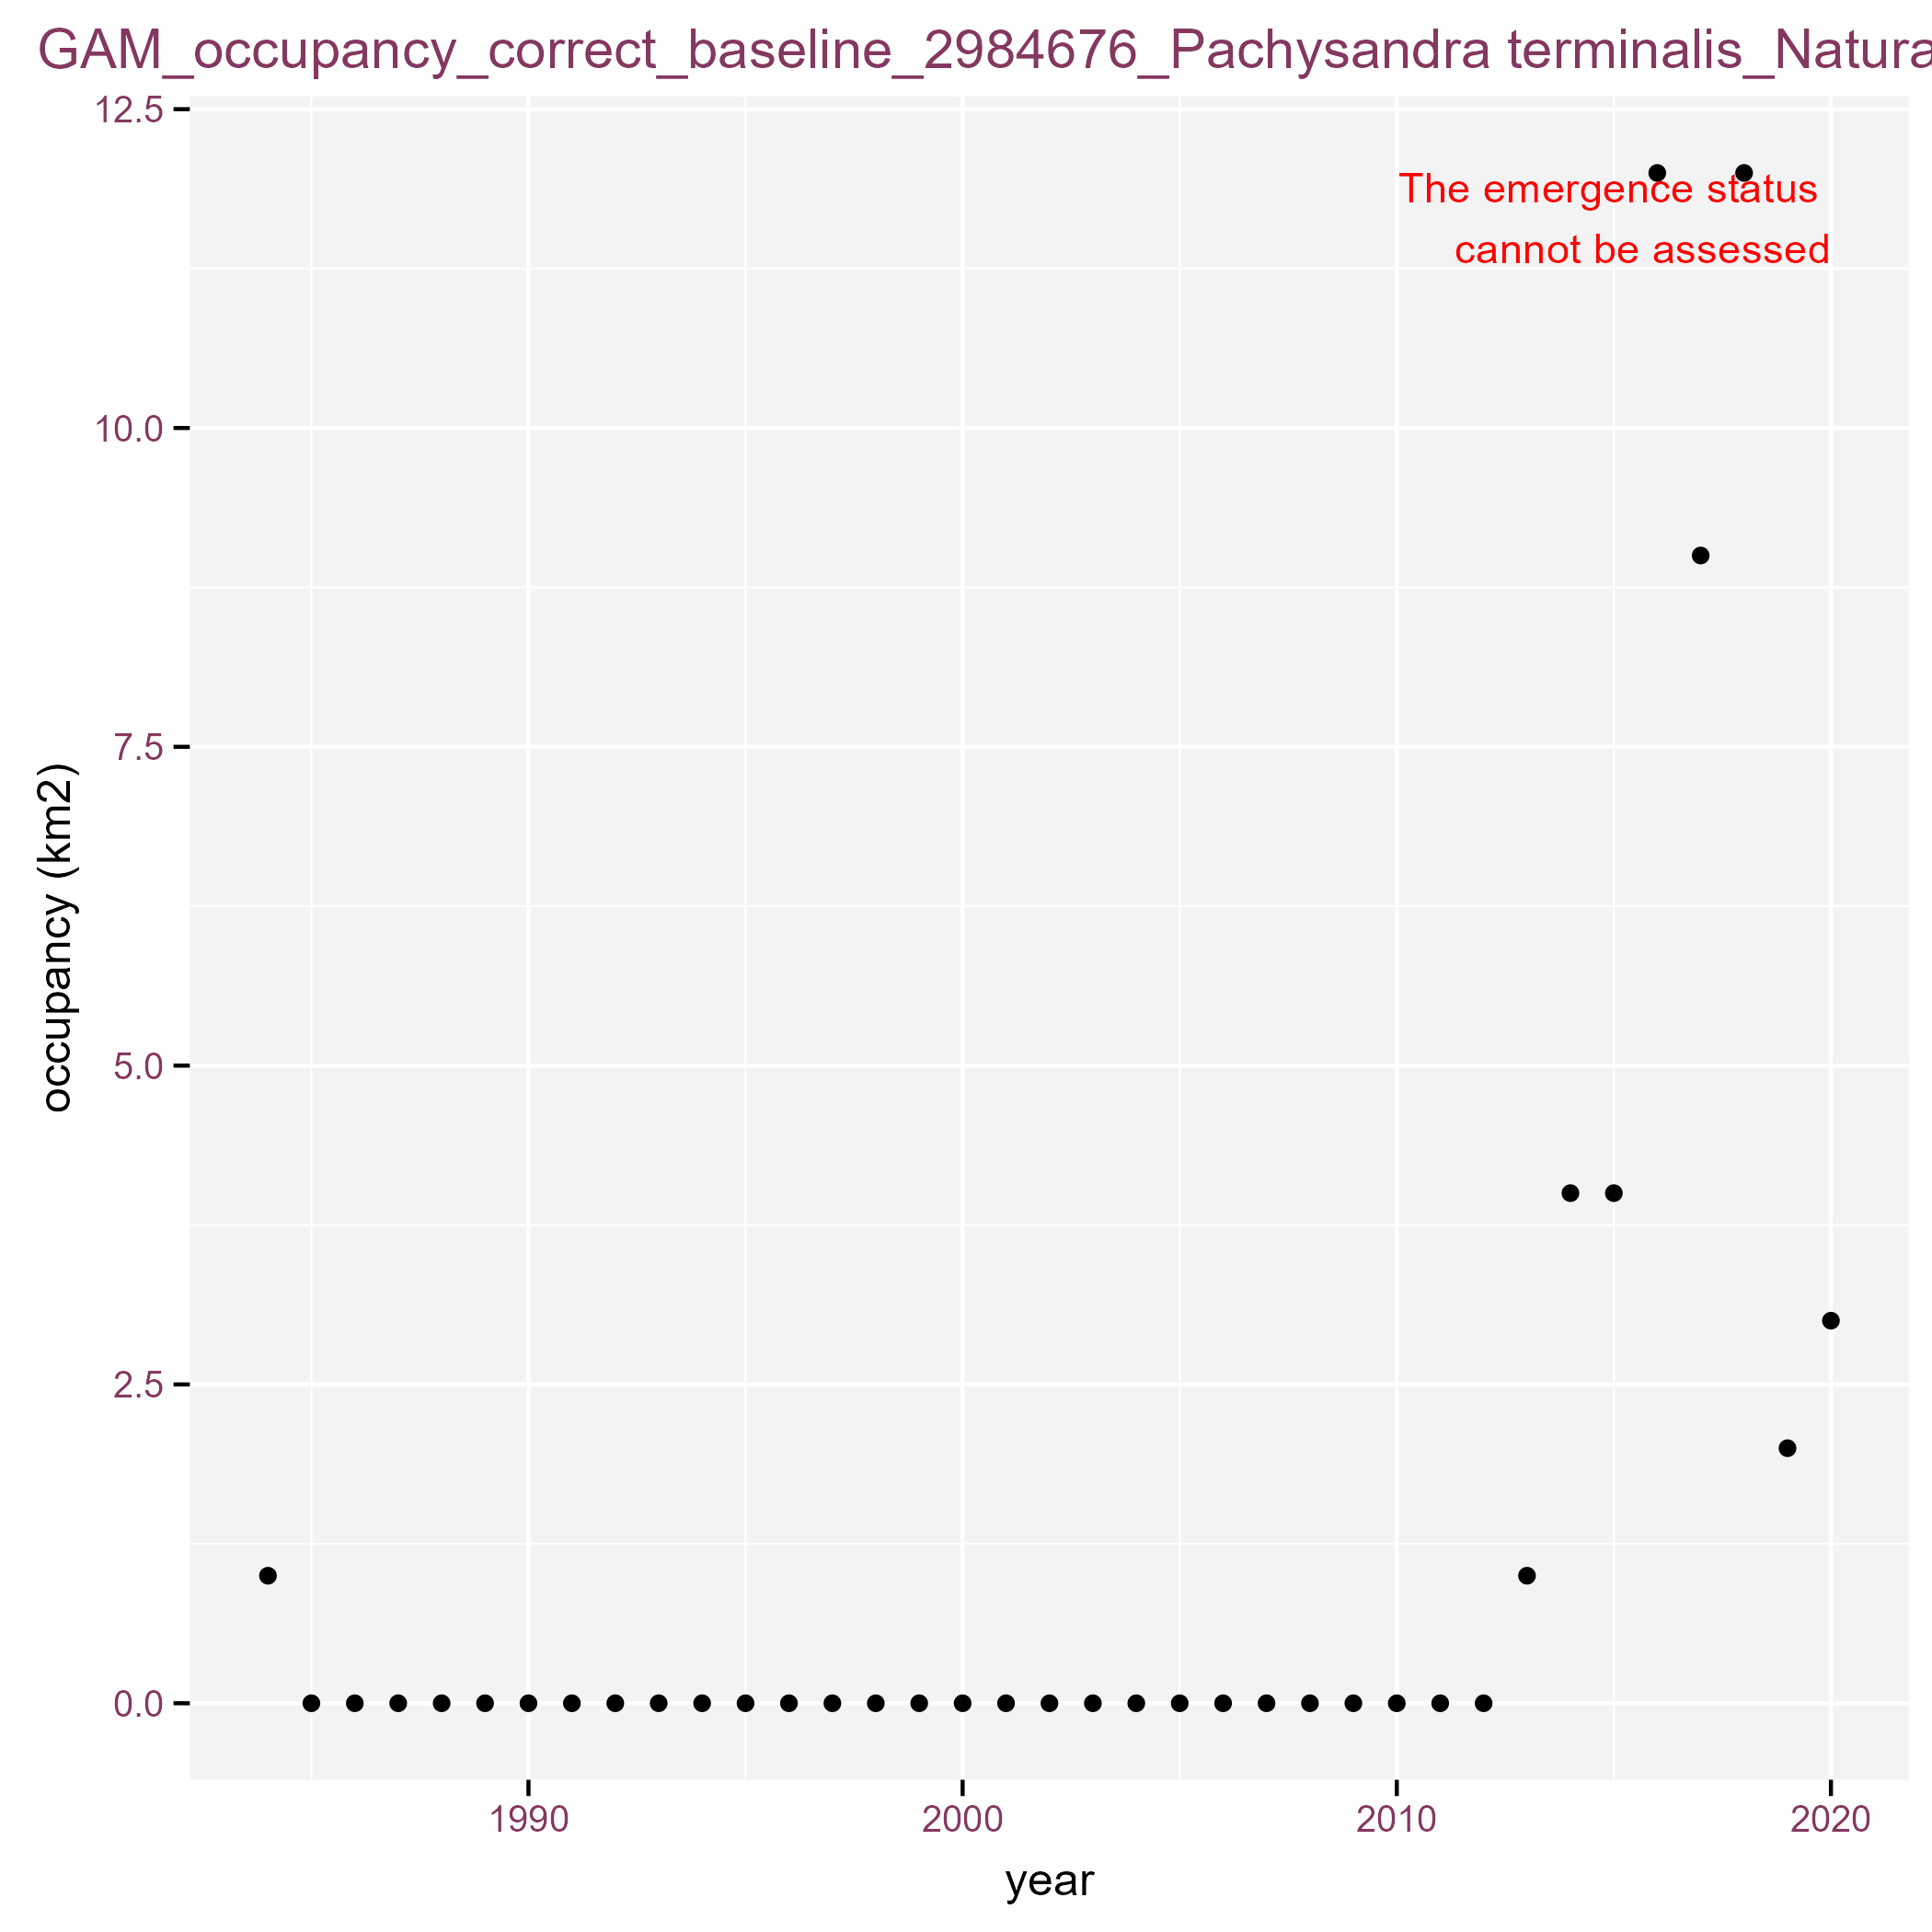 GAM_occupancy_correct_baseline_2984676_Pachysandra terminalis_Natura
12.5
The emergence status
cannot be assessed
10.0
7.5
occupancy (km2)
5.0
2.5
0.0
1990 2000 2010 2020
year